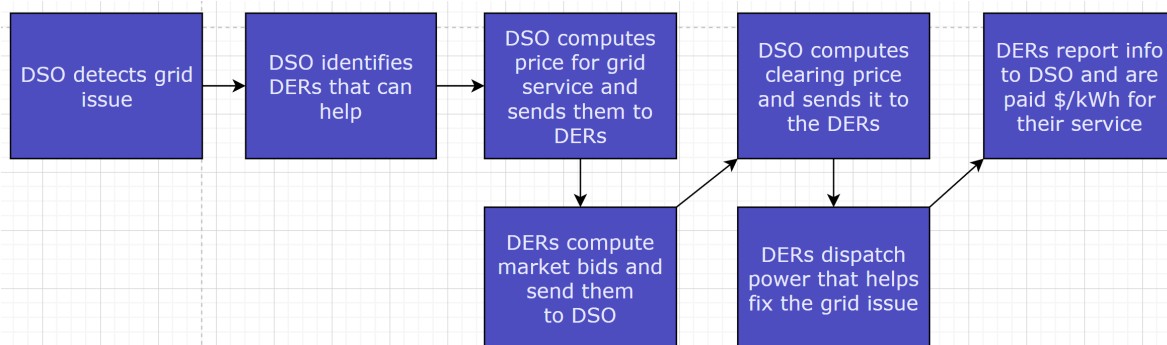 DSO detects grid
issue
DSO identifies
DERs that can
help
DSO computes
price for grid
service and
sends them to
DERs
DERs compute
market bids and
send them
to DSO
DSO computes
clearing price
and sends it to
the DERs
DERs dispatch
power that helps
fix the grid issue
DERs report info
to DSO and are
paid $/kWh for
their service